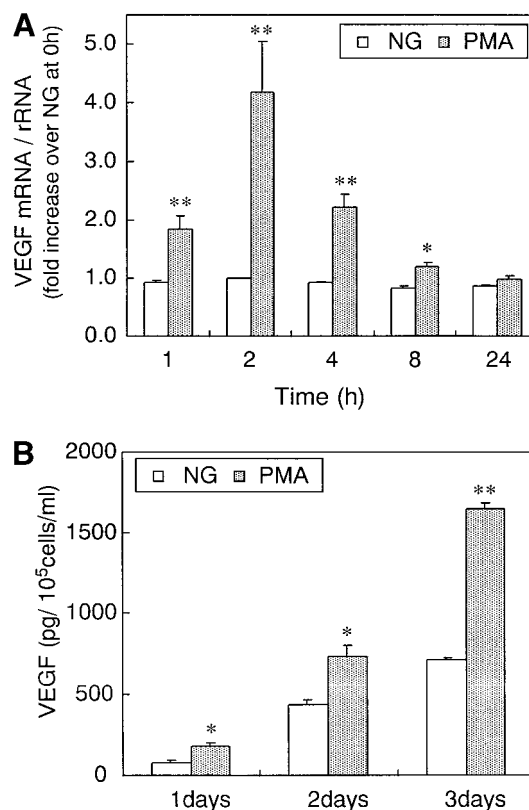 A
VEGF mRNA / rRNA
(fold increase over NG at 0h)
5.0
4.0
3.0
2.0
1.0
0.0
NG PMA
**
**
**
*
1 2 4 8 24
Time (h)
B
VEGF (pg/ 10⁵cells/ml)
2000
1500
1000
500
0
NG PMA
*
*
**
1days 2days 3days